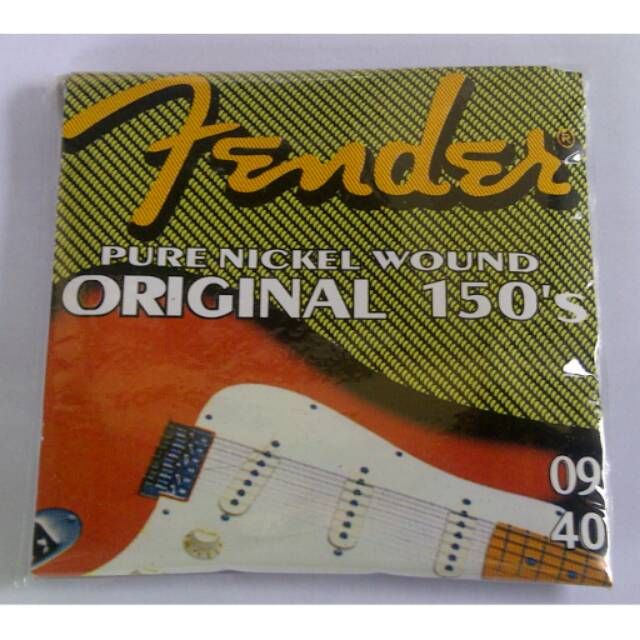 Fender®
PURE NICKEL WOUND
ORIGINAL 150's
09
40